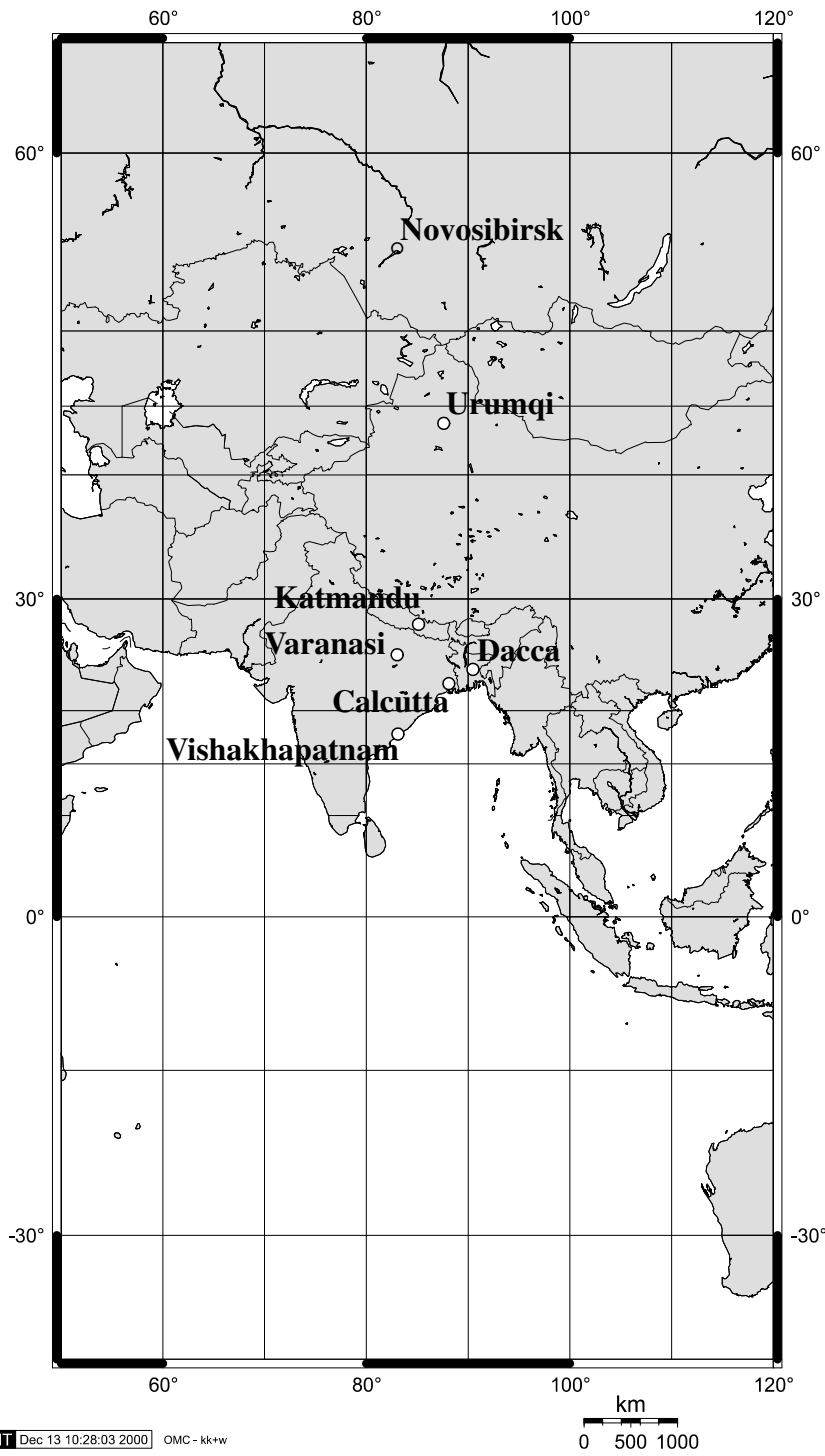 60° 80° 100° 120°
60° 60°
Novosibirsk
Urumqi
30° 30°
Katmandu
Varanasi
Dacca
Calcutta
Vishakhapatnam
0° 0°
-30° -30°
60° 80° 100° 120°
km
0 500 1000
Dec 13 10:28:03 2000 OMC - kk+w